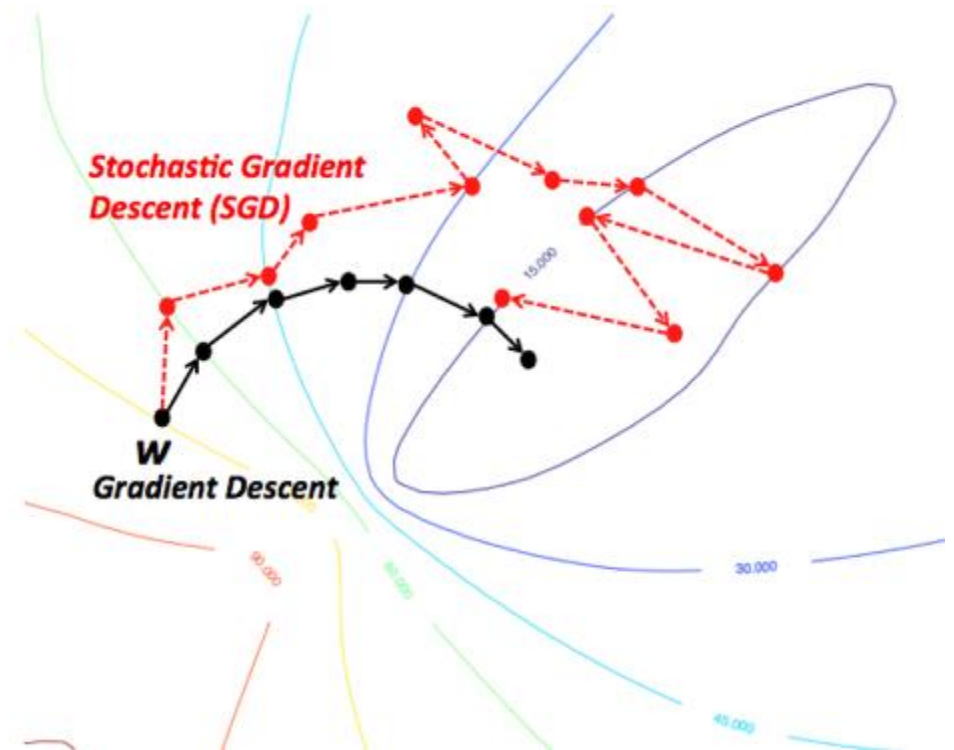 Stochastic Gradient
Descent (SGD)
15.000
W
Gradient Descent
90.000
60.000
30.000
45.000